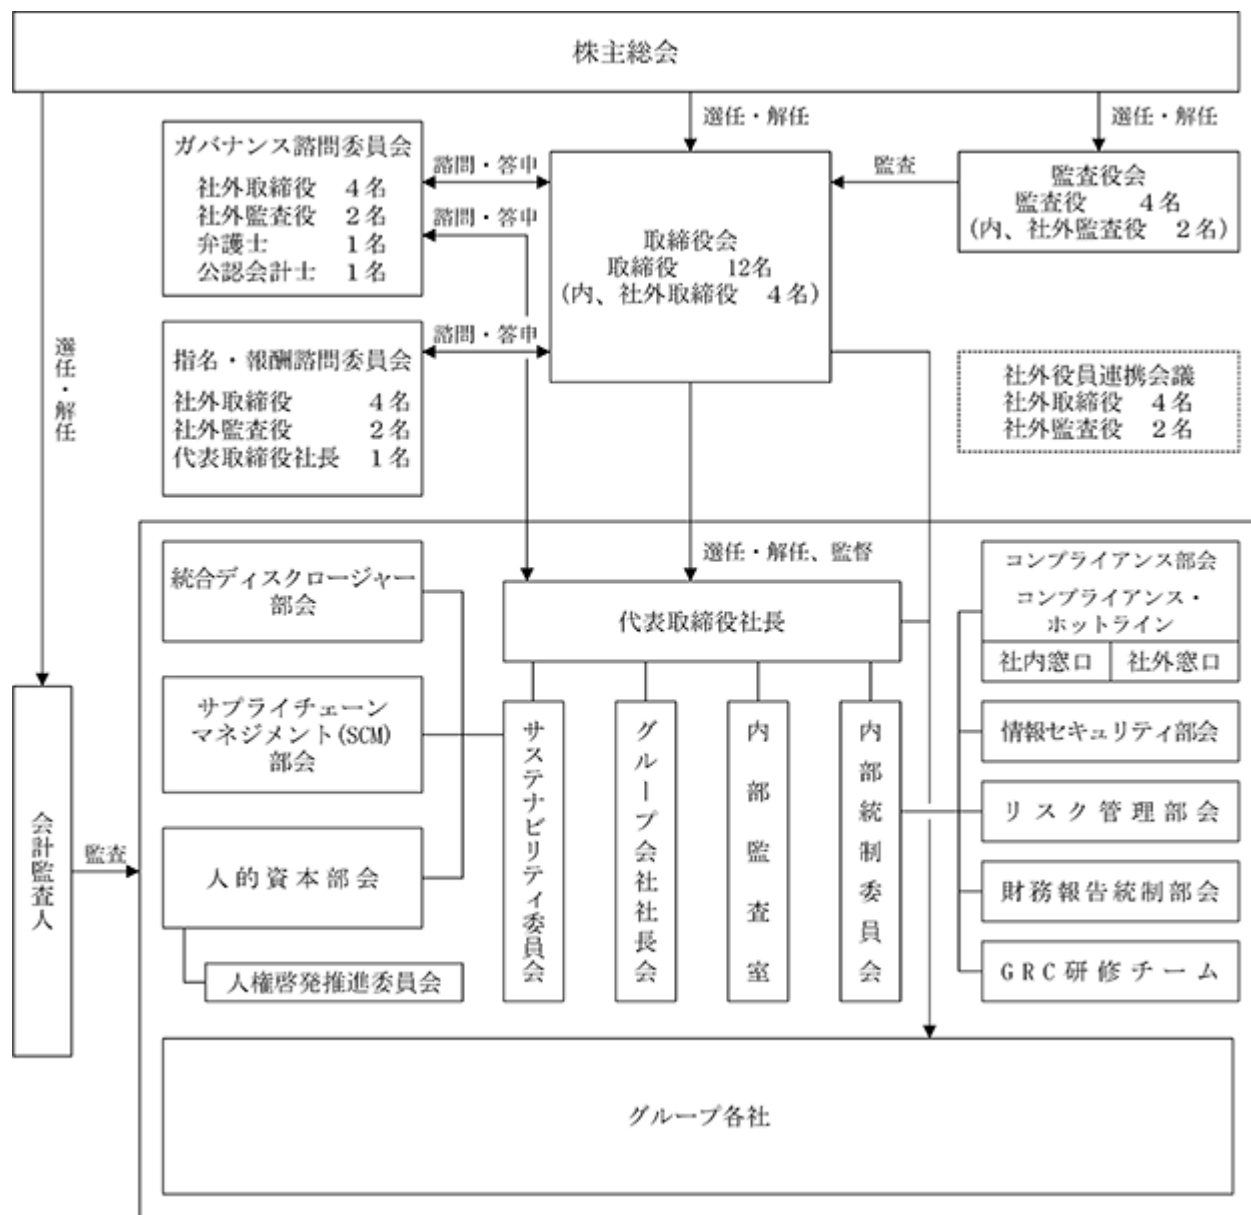 株主総会
選任・解任
選任・解任
ガバナンス諮問委員会
社外取締役　4名
社外監査役　2名
弁護士　1名
公認会計士　1名
諮問・答申
諮問・答申
取締役会
取締役　12名
(内、社外取締役　4名)
監査
監査役会
監査役　4名
(内、社外監査役　2名)
選任・解任
指名・報酬諮問委員会
社外取締役　4名
社外監査役　2名
代表取締役社長　1名
諮問・答申
社外役員連携会議
社外取締役　4名
社外監査役　2名
選任・解任、監督
代表取締役社長
統合ディスクロージャー
部会
サプライチェーン
マネジメント(SCM)
部会
人的資本部会
人権啓発推進委員会
サステナビリティ委員会
グループ会社社長会
内部監査室
内部統制委員会
コンプライアンス部会
コンプライアンス・
ホットライン
社内窓口
社外窓口
情報セキュリティ部会
リスク管理部会
財務報告統制部会
GRC研修チーム
会計監査人
監査
グループ各社